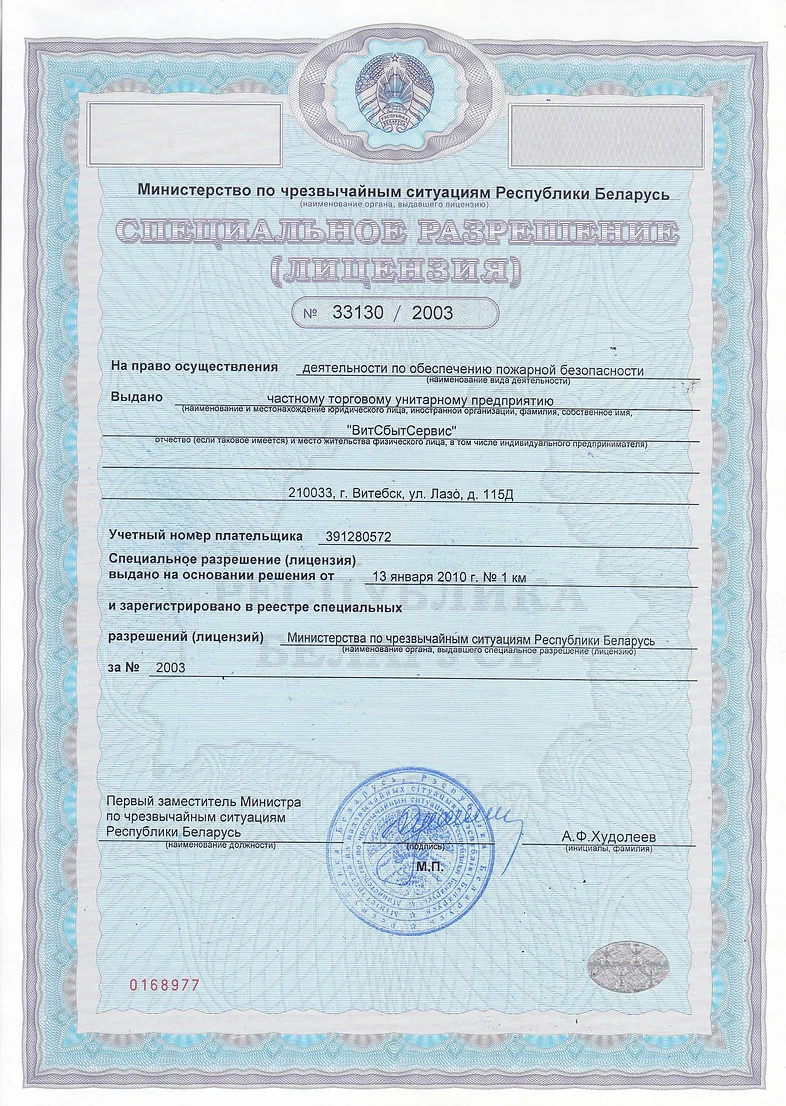 РЕСПУБЛИКА
БЕЛАРУСЬ
Министерство по чрезвычайным ситуациям Республики Беларусь
(наименование органа, выдавшего лицензию)
СПЕЦИАЛЬНОЕ РАЗРЕШЕНИЕ
(ЛИЦЕНЗИЯ)
№ 33130 / 2003
На право осуществления деятельности по обеспечению пожарной безопасности
(наименование вида деятельности)
Выдано частному торговому унитарному предприятию
(наименование и местонахождение юридического лица, иностранной организации, фамилия, собственное имя,
"ВитСбытСервис"
отчество (если таковое имеется) и место жительства физического лица, в том числе индивидуального предпринимателя)
210033, г. Витебск, ул. Лазо, д. 115Д
Учетный номер плательщика 391280572
Специальное разрешение (лицензия)
выдано на основании решения от 13 января 2010 г. № 1 км
РЕСПУБЛИКА
и зарегистрировано в реестре специальных
разрешений (лицензий) Министерства по чрезвычайным ситуациям Республики Беларусь
(наименование органа, выдавшего специальное разрешение (лицензию)
БЕЛАРУСЬ
за № 2003
Первый заместитель Министра
по чрезвычайным ситуациям
Республики Беларусь
(наименование должности)
(подпись)
М.П.
А.Ф.Худолеев
(инициалы, фамилия)
0168977